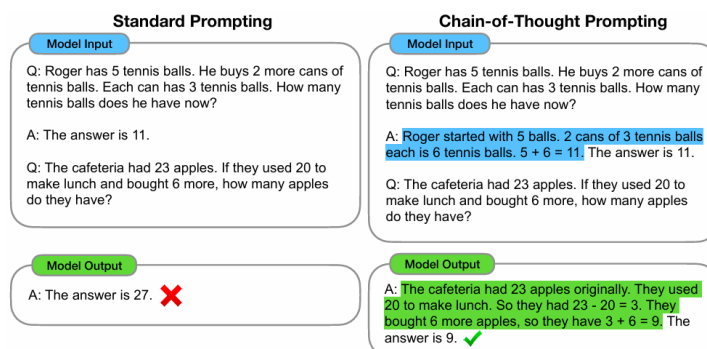 Standard Prompting
Model Input
Q: Roger has 5 tennis balls. He buys 2 more cans of
tennis balls. Each can has 3 tennis balls. How many
tennis balls does he have now?
A: The answer is 11.
Q: The cafeteria had 23 apples. If they used 20 to
make lunch and bought 6 more, how many apples
do they have?
Model Output
A: The answer is 27.
Chain-of-Thought Prompting
Model Input
Q: Roger has 5 tennis balls. He buys 2 more cans of
tennis balls. Each can has 3 tennis balls. How many
tennis balls does he have now?
A: Roger started with 5 balls. 2 cans of 3 tennis balls
each is 6 tennis balls. 5 + 6 = 11. The answer is 11.
Q: The cafeteria had 23 apples. If they used 20 to
make lunch and bought 6 more, how many apples
do they have?
Model Output
A: The cafeteria had 23 apples originally. They used
20 to make lunch. So they had 23 - 20 = 3. They
bought 6 more apples, so they have 3 + 6 = 9. The
answer is 9.